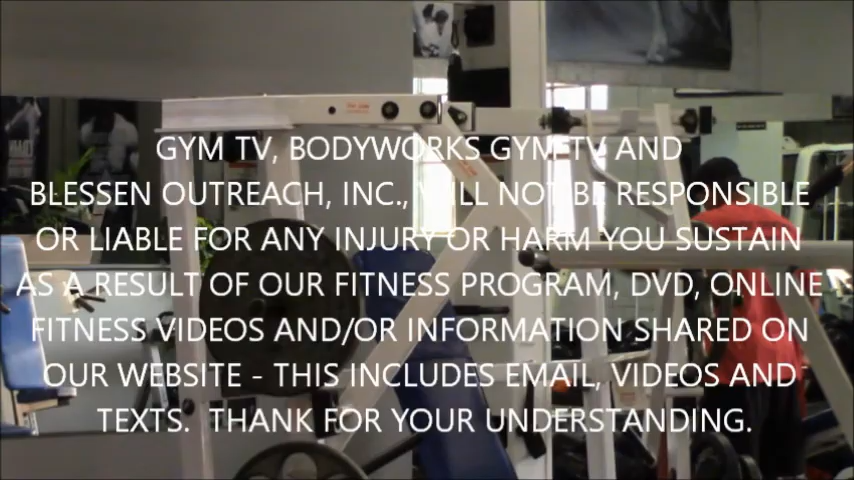 GYM TV, BODYWORKS GYM TV AND
BLESSEN OUTREACH, INC., WILL NOT BE RESPONSIBLE
OR LIABLE FOR ANY INJURY OR HARM YOU SUSTAIN
AS A RESULT OF OUR FITNESS PROGRAM, DVD, ONLINE
FITNESS VIDEOS AND/OR INFORMATION SHARED ON
OUR WEBSITE - THIS INCLUDES EMAIL, VIDEOS AND
TEXTS. THANK FOR YOUR UNDERSTANDING.